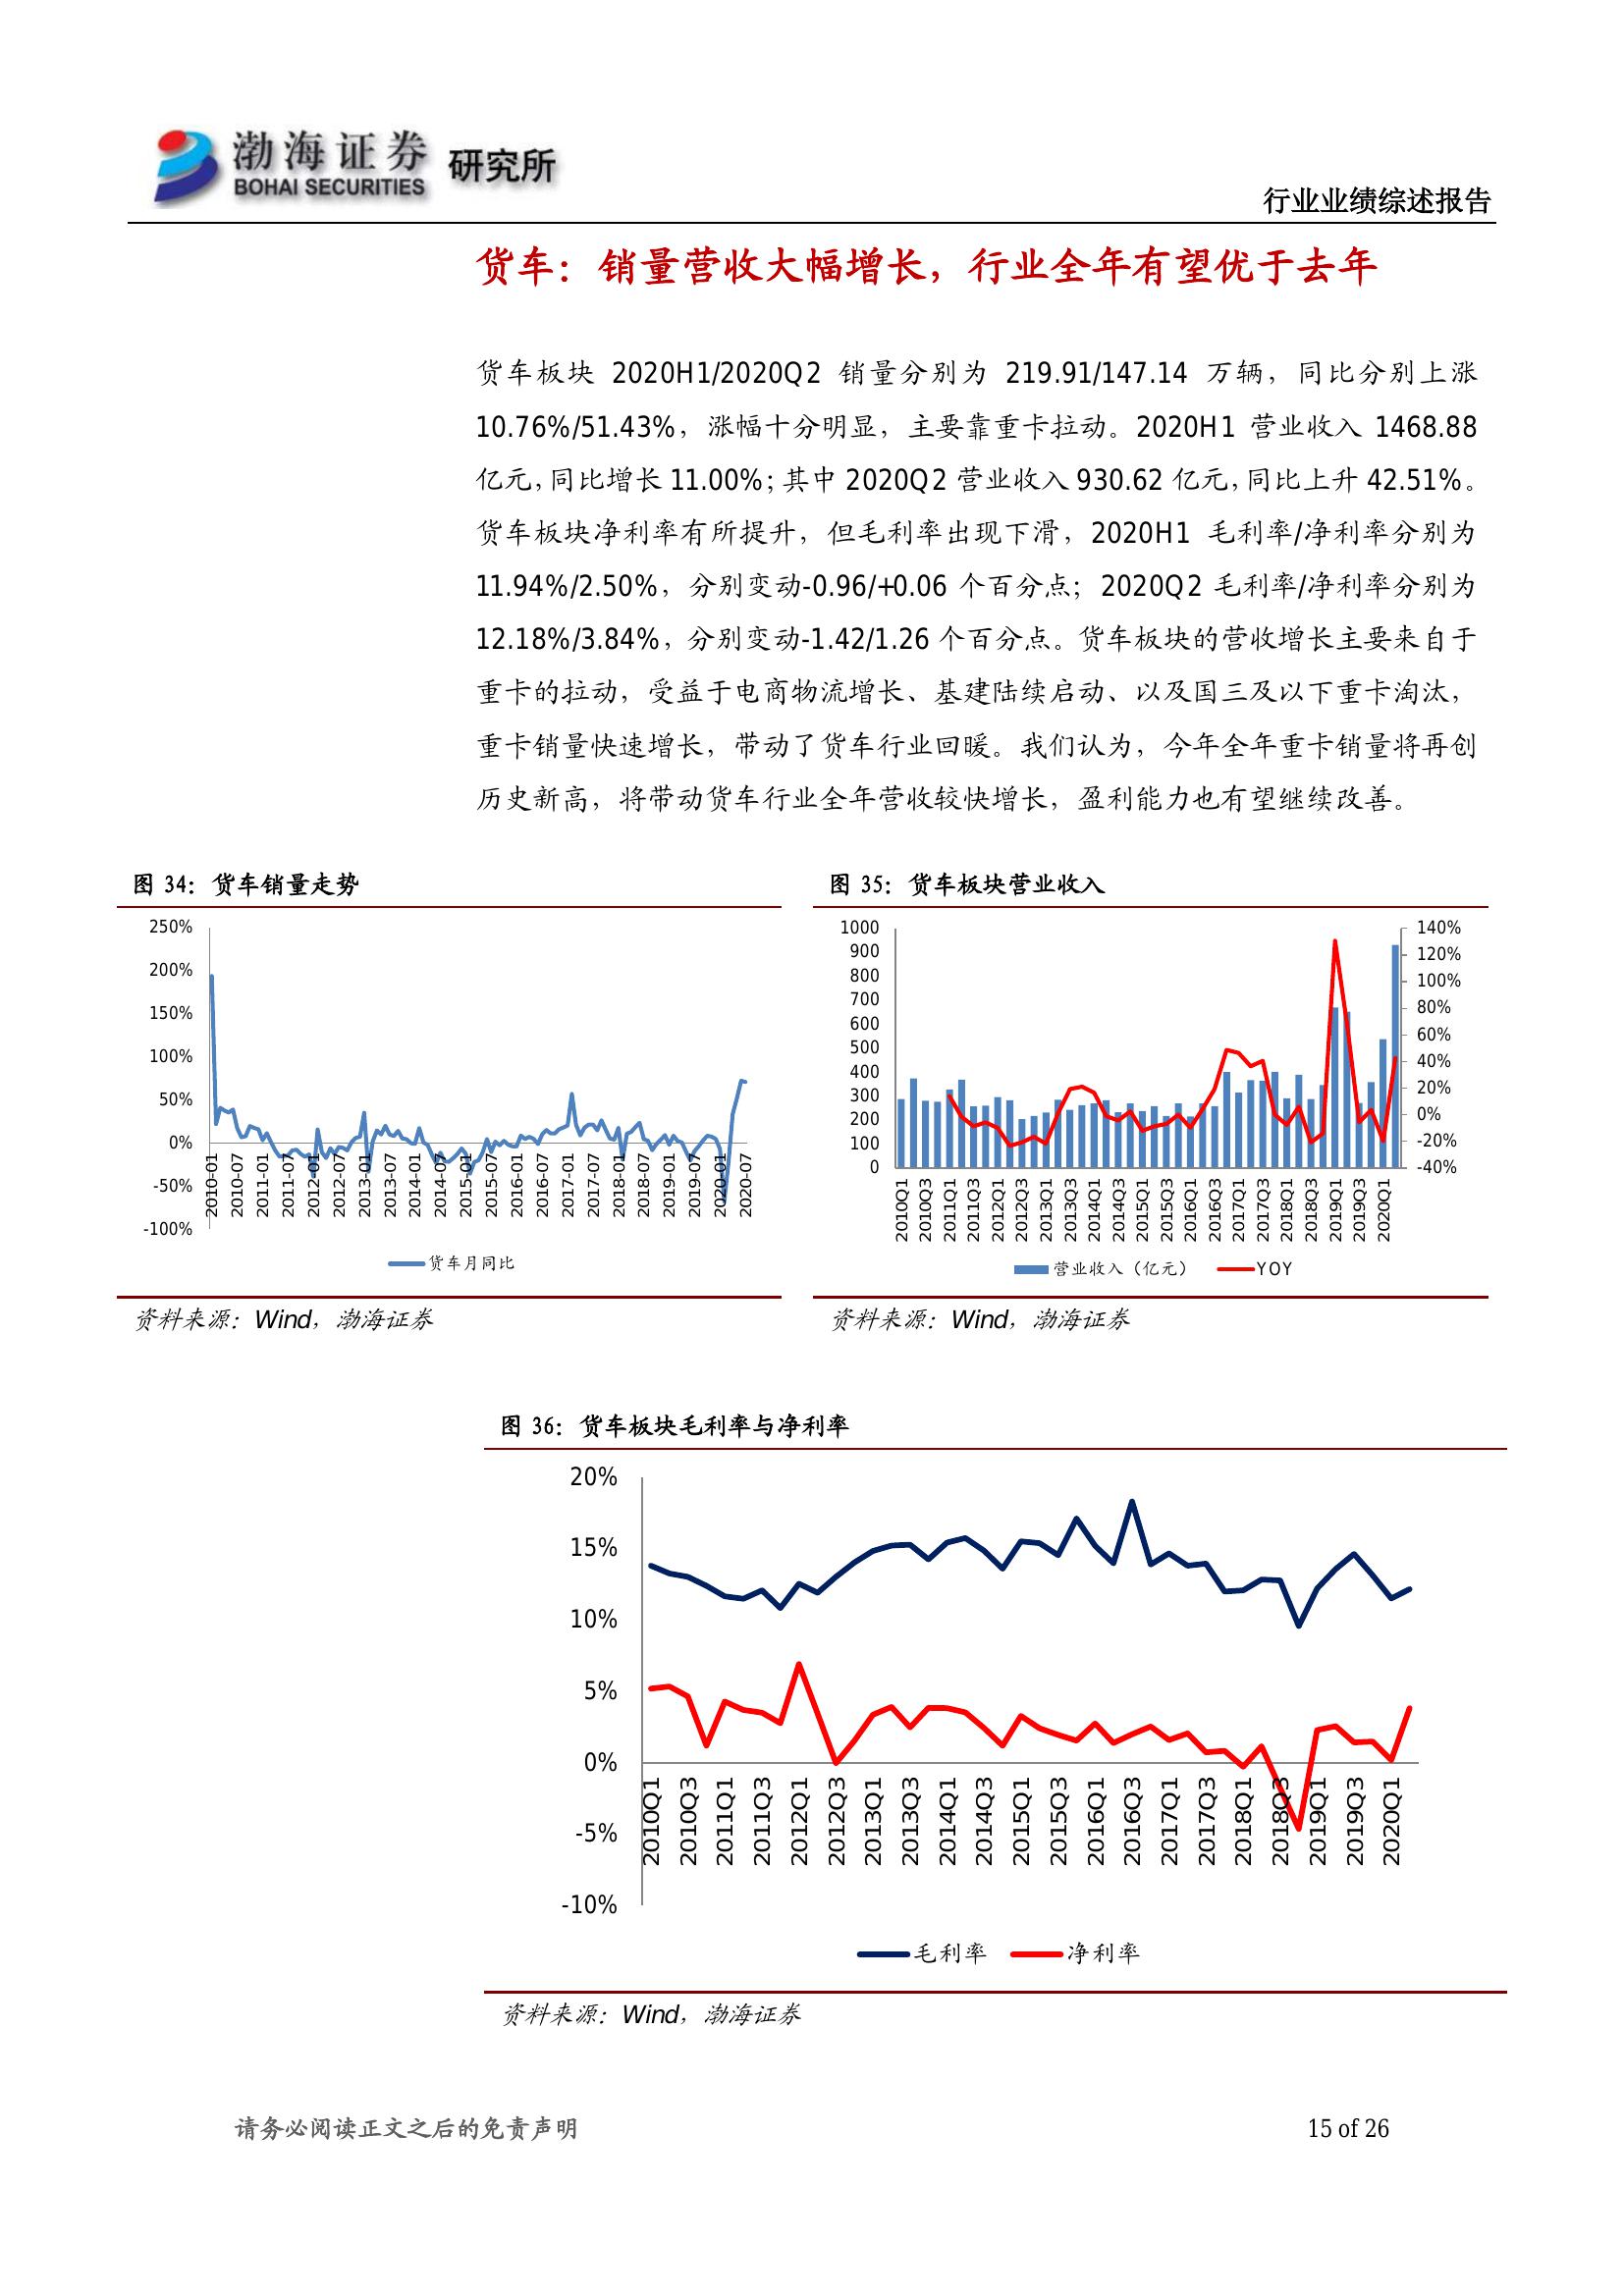 渤海证券 研究所
BOHAI SECURITIES
行业业绩综述报告
货车：销量营收大幅增长，行业全年有望优于去年
货车板块 2020H1/2020Q2 销量分别为 219.91/147.14 万辆，同比分别上涨
10.76%/51.43%，涨幅十分明显，主要靠重卡拉动。2020H1 营业收入 1468.88
亿元，同比增长 11.00%；其中 2020Q2 营业收入 930.62 亿元，同比上升 42.51%。
货车板块净利率有所提升，但毛利率出现下滑，2020H1 毛利率/净利率分别为
11.94%/2.50%，分别变动-0.96/+0.06 个百分点；2020Q2 毛利率/净利率分别为
12.18%/3.84%，分别变动-1.42/1.26 个百分点。货车板块的营收增长主要来自于
重卡的拉动，受益于电商物流增长、基建陆续启动、以及国三及以下重卡淘汰，
重卡销量快速增长，带动了货车行业回暖。我们认为，今年全年重卡销量将再创
历史新高，将带动货车行业全年营收较快增长，盈利能力也有望继续改善。
图 34：货车销量走势
250%
200%
150%
100%
50%
0%
-50%
-100%
2010-01 2010-07 2011-01 2011-07 2012-01 2012-07 2013-01 2013-07 2014-01 2014-07 2015-01 2015-07 2016-01 2016-07 2017-01 2017-07 2018-01 2018-07 2019-01 2019-07 2020-01 2020-07
货车月同比
资料来源：Wind，渤海证券
图 35：货车板块营业收入
1000
900
800
700
600
500
400
300
200
100
0
140%
120%
100%
80%
60%
40%
20%
0%
-20%
-40%
2010Q1 2010Q3 2011Q1 2011Q3 2012Q1 2012Q3 2013Q1 2013Q3 2014Q1 2014Q3 2015Q1 2015Q3 2016Q1 2016Q3 2017Q1 2017Q3 2018Q1 2018Q3 2019Q1 2019Q3 2020Q1
营业收入（亿元） YOY
资料来源：Wind，渤海证券
图 36：货车板块毛利率与净利率
20%
15%
10%
5%
0%
-5%
-10%
2010Q1 2010Q3 2011Q1 2011Q3 2012Q1 2012Q3 2013Q1 2013Q3 2014Q1 2014Q3 2015Q1 2015Q3 2016Q1 2016Q3 2017Q1 2017Q3 2018Q1 2018Q3 2019Q1 2019Q3 2020Q1
毛利率 净利率
资料来源：Wind，渤海证券
请务必阅读正文之后的免责声明
15 of 26